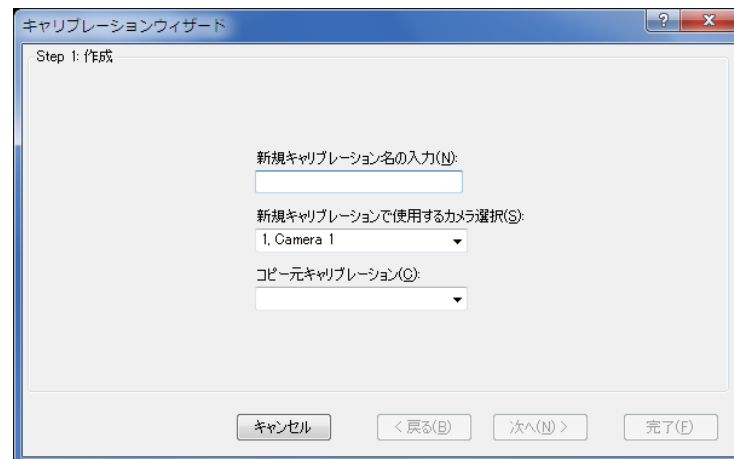 キャリブレーションウィザード
Step 1: 作成
新規キャリブレーション名の入力(N):
新規キャリブレーションで使用するカメラ選択(S):
1, Camera 1
コピー元キャリブレーション(C):
キャンセル
< 戻る(B)
次へ(N) >
完了(F)